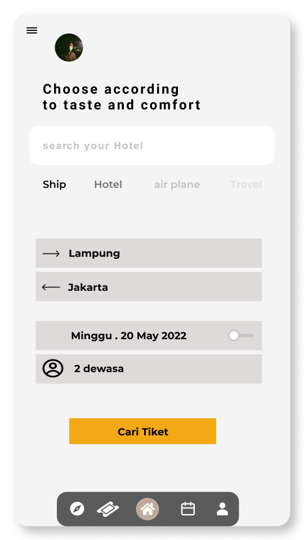 Choose according
to taste and comfort
search your Hotel
Ship Hotel air plane Trevel
Lampung
Jakarta
Minggu . 20 May 2022
2 dewasa
Cari Tiket